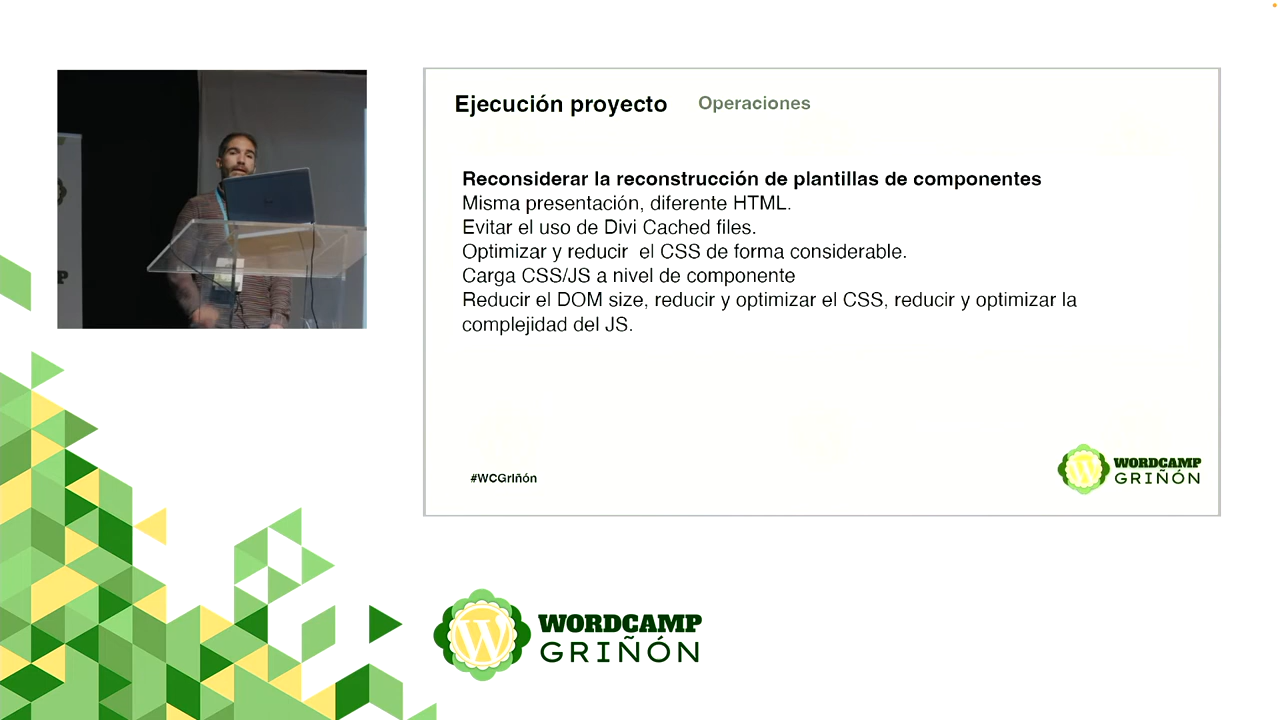 Ejecución proyecto Operaciones
Reconsiderar la reconstrucción de plantillas de componentes
Misma presentación, diferente HTML.
Evitar el uso de Divi Cached files.
Optimizar y reducir el CSS de forma considerable.
Carga CSS/JS a nivel de componente
Reducir el DOM size, reducir y optimizar el CSS, reducir y optimizar la
complejidad del JS.
#WCGriñón
WORDCAMP
GRIÑÓN
WORDCAMP
GRIÑÓN